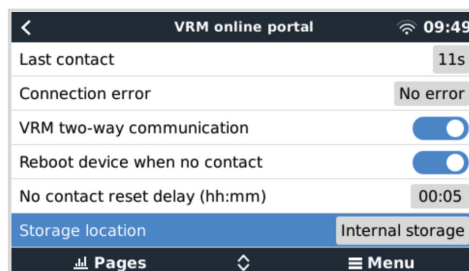 VRM online portal 09:49
Last contact 11s
Connection error No error
VRM two-way communication
Reboot device when no contact
No contact reset delay (hh:mm) 00:05
Storage location Internal storage
Pages Menu